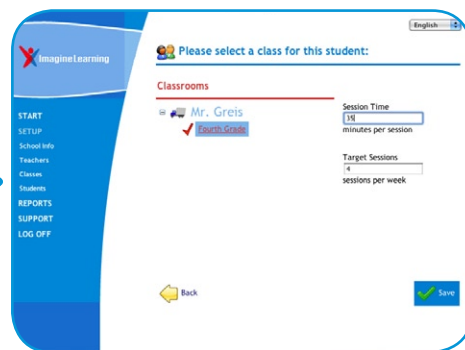 English
ImagineLearning
Please select a class for this student:
Classrooms
Mr. Greis
Fourth Grade
Session Time
35
minutes per session
Target Sessions
4
sessions per week
START
SETUP
School Info
Teachers
Classes
Students
REPORTS
SUPPORT
LOG OFF
Back
Save